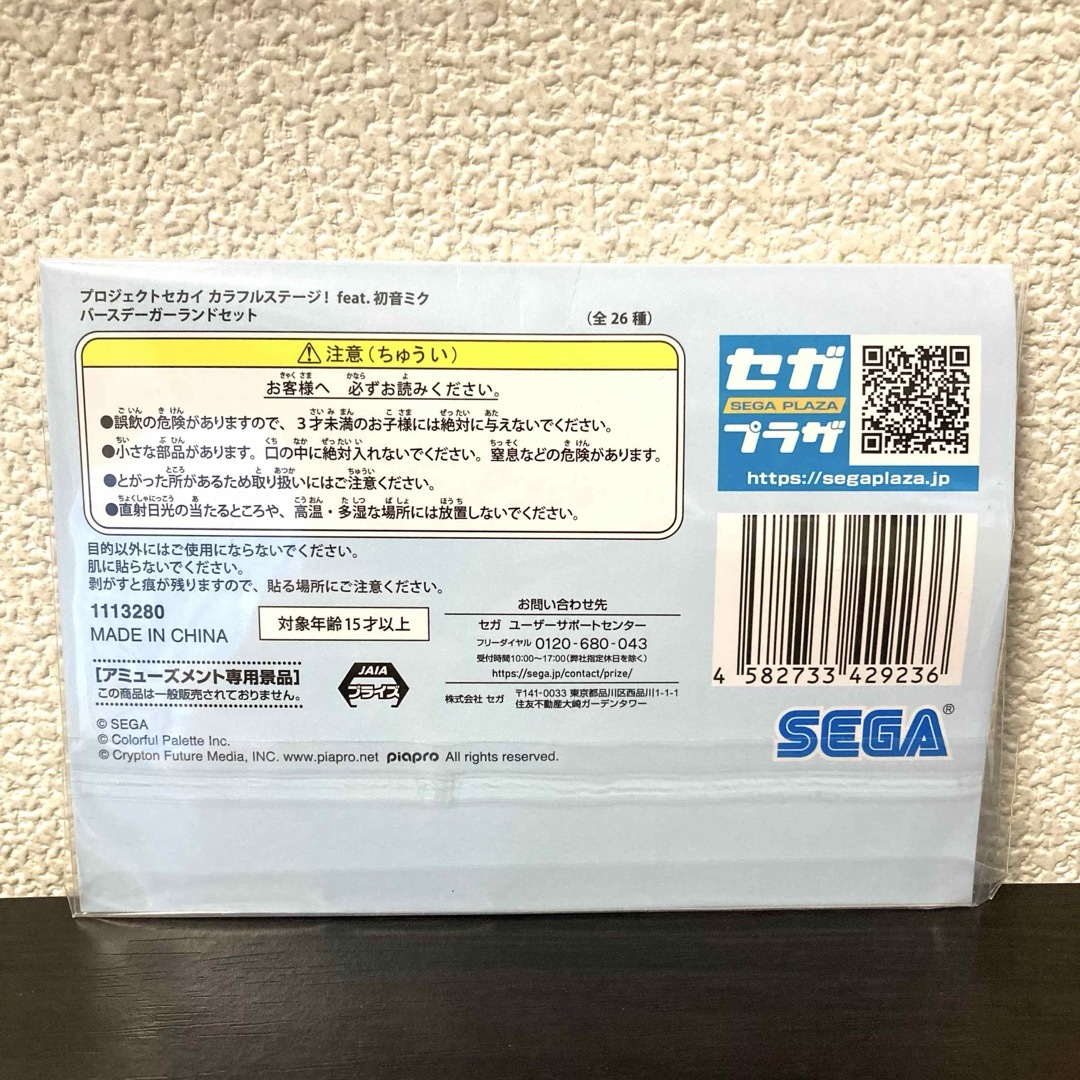 プロジェクトセカイ カラフルステージ! feat. 初音ミク
バースデーガーランドセット
(全26種)
⚠注意(ちゅうい)
お客様へ 必ずお読みください。
●誤飲の危険がありますので、3才未満のお子様には絶対に与えないでください。
●小さな部品があります。口の中に絶対入れないでください。窒息などの危険があります。
●とがった所があるため取り扱いにはご注意ください。
●直射日光の当たるところや、高温・多湿な場所には放置しないでください。
目的以外にはご使用にならないでください。
肌に貼らないでください。
剥がすと痕が残りますので、貼る場所にご注意ください。
1113280
MADE IN CHINA
対象年齢15才以上
[アミューズメント専用景品]
この商品は一般販売されておりません。
JAIA
プライズ
お問い合わせ先
セガ ユーザーサポートセンター
フリーダイヤル 0120-680-043
受付時間10:00〜17:00(弊社指定休日を除く)
https://sega.jp/contact/prize/
株式会社 セガ 〒141-0033 東京都品川区西品川1-1-1
住友不動産大崎ガーデンタワー
© SEGA
© Colorful Palette Inc.
© Crypton Future Media, INC. www.piapro.net piapro All rights reserved.
セガ
SEGA PLAZA
プラザ
https://segaplaza.jp
4 582733 429236
SEGA®